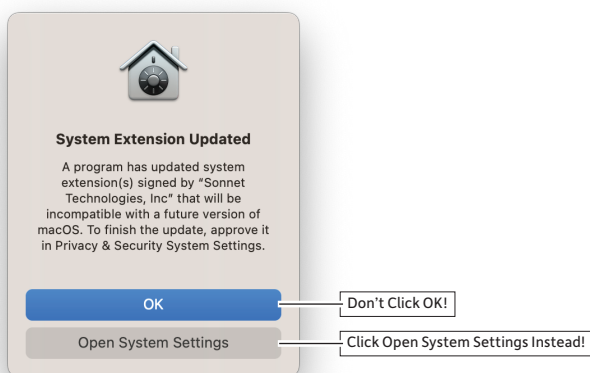 System Extension Updated
A program has updated system
extension(s) signed by “Sonnet
Technologies, Inc” that will be
incompatible with a future version of
macOS. To finish the update, approve it
in Privacy & Security System Settings.
OK
Don’t Click OK!
Open System Settings
Click Open System Settings Instead!